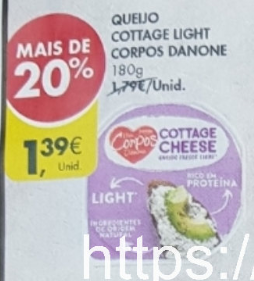 QUEIJO
COTTAGE LIGHT
CORPOS DANONE
180g
1,79€/Unid.
MAIS DE
20%
1,39€
Unid.
Corpos
Danone
COTTAGE
CHEESE
LIGHT
RICO EM
PROTEÍNA
INGREDIENTES
DE ORIGEM
NATURAL
https:/